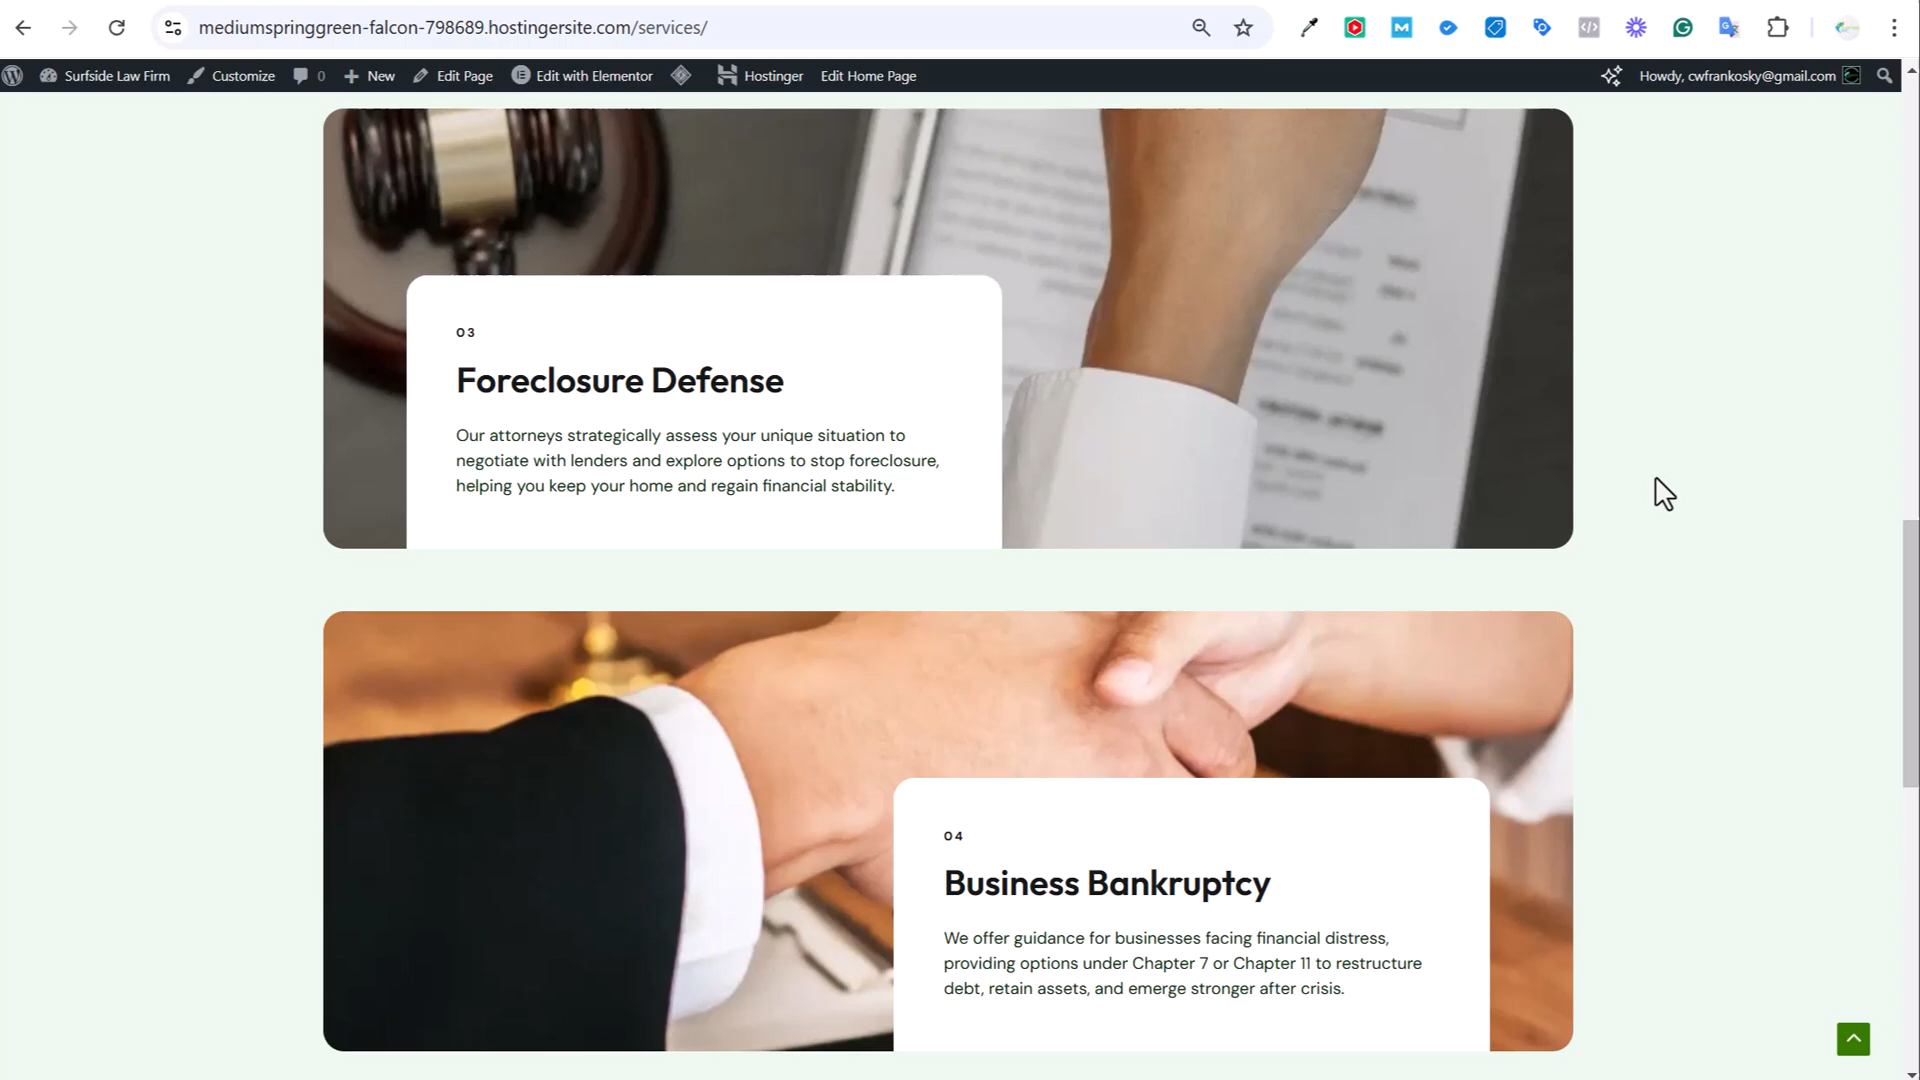 mediumspringgreen-falcon-798689.hostingersite.com/services/
Surfside Law Firm
Customize
0
New
Edit Page
Edit with Elementor
Hostinger
Edit Home Page
Howdy, cwfrankosky@gmail.com
03
Foreclosure Defense
Our attorneys strategically assess your unique situation to
negotiate with lenders and explore options to stop foreclosure,
helping you keep your home and regain financial stability.
04
Business Bankruptcy
We offer guidance for businesses facing financial distress,
providing options under Chapter 7 or Chapter 11 to restructure
debt, retain assets, and emerge stronger after crisis.